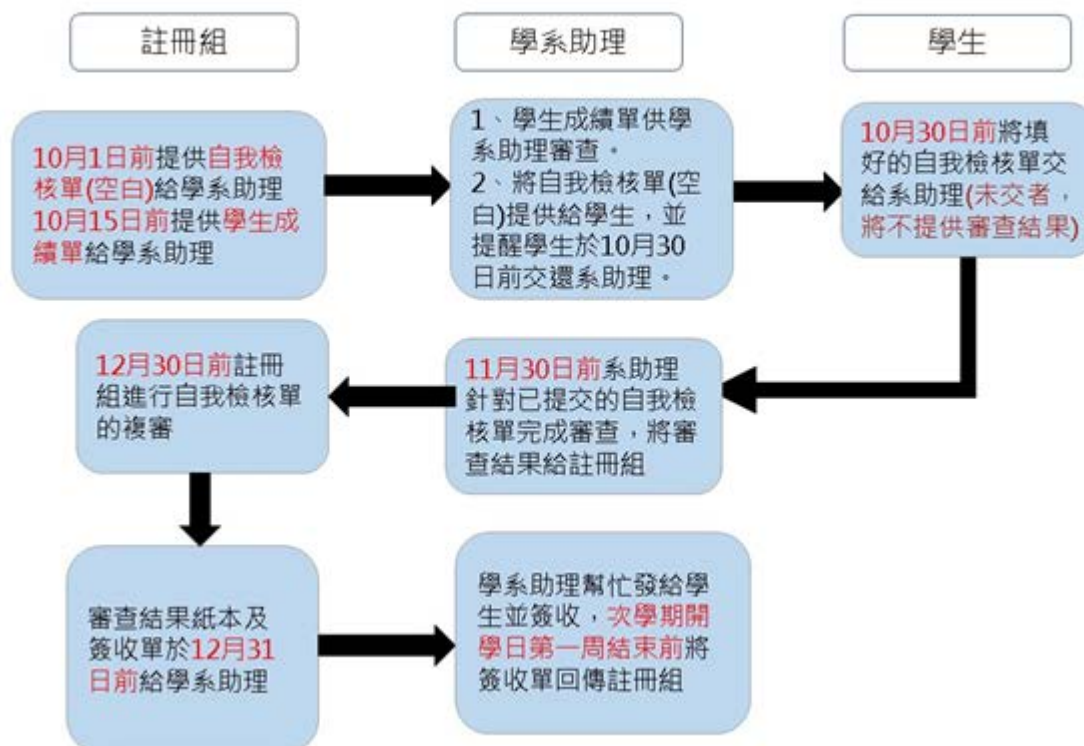 註冊組
學系助理
學生
10月1日前提供自我檢
核單(空白)給學系助理
10月15日前提供學生成
績單給學系助理
1、學生成績單供學
系助理審查。
2、將自我檢核單(空
白)提供給學生，並
提醒學生於10月30
日前交還系助理。
10月30日前將填
好的自我檢核單交
給系助理(未交者，
將不提供審查結果)
11月30日前系助理
針對已提交的自我檢
核單完成審查，將審
查結果給註冊組
12月30日前註冊
組進行自我檢核單
的複審
審查結果紙本及
簽收單於12月31
日前給學系助理
學系助理幫忙發給學
生並簽收，次學期開
學日第一周結束前將
簽收單回傳註冊組